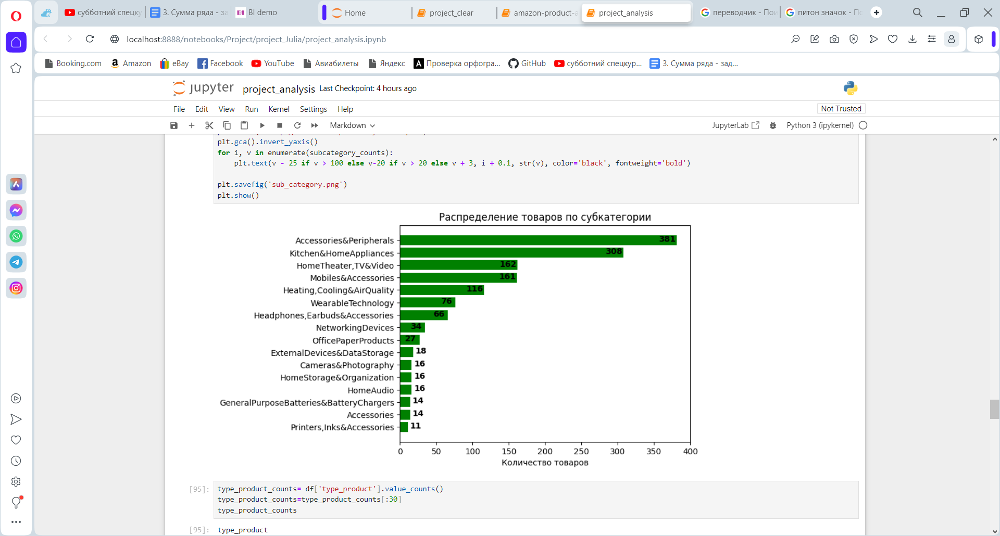 субботний спецку
3. Сумма ряда - за
BI demo
Home
project_clear
amazon-product-a
project_analysis
переводчик - Пои
питон значок - По
localhost:8888/notebooks/Project/project_Julia/project_analysis.ipynb
Booking.com
Amazon
eBay
Facebook
YouTube
Авиабилеты
Яндекс
Проверка орфогра...
GitHub
субботний спецкур...
3. Сумма ряда - зад...
jupyter
project_analysis
Last Checkpoint: 4 hours ago
File Edit View Run Kernel Settings Help
Not Trusted
Markdown
JupyterLab
Python 3 (ipykernel)
plt.gca().invert_yaxis()
for i, v in enumerate(subcategory_counts):
    plt.text(v - 25 if v > 100 else v-20 if v > 20 else v + 3, i + 0.1, str(v), color='black', fontweight='bold')
plt.savefig('sub_category.png')
plt.show()
Распределение товаров по субкатегории
Accessories&Peripherals 381
Kitchen&HomeAppliances 308
HomeTheater,TV&Video 162
Mobiles&Accessories 161
Heating,Cooling&AirQuality 116
WearableTechnology 76
Headphones,Earbuds&Accessories 66
NetworkingDevices 34
OfficePaperProducts 27
ExternalDevices&DataStorage 18
Cameras&Photography 16
HomeStorage&Organization 16
HomeAudio 16
GeneralPurposeBatteries&BatteryChargers 14
Accessories 14
Printers,Inks&Accessories 11
0 50 100 150 200 250 300 350 400
Количество товаров
[95]: type_product_counts= df['type_product'].value_counts()
type_product_counts=type_product_counts[:30]
type_product_counts
[95]: type_product